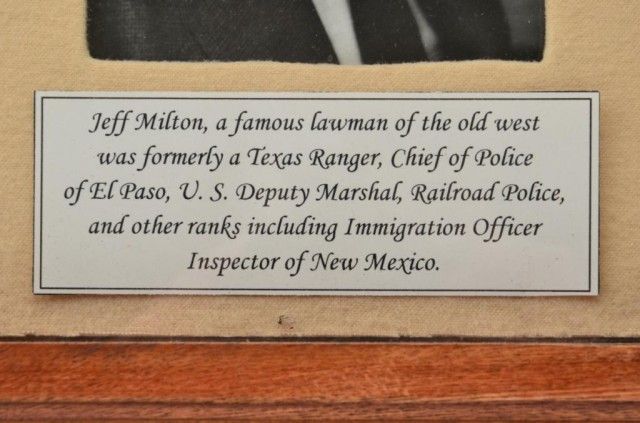 Jeff Milton, a famous lawman of the old west
was formerly a Texas Ranger, Chief of Police
of El Paso, U. S. Deputy Marshal, Railroad Police,
and other ranks including Immigration Officer
Inspector of New Mexico.